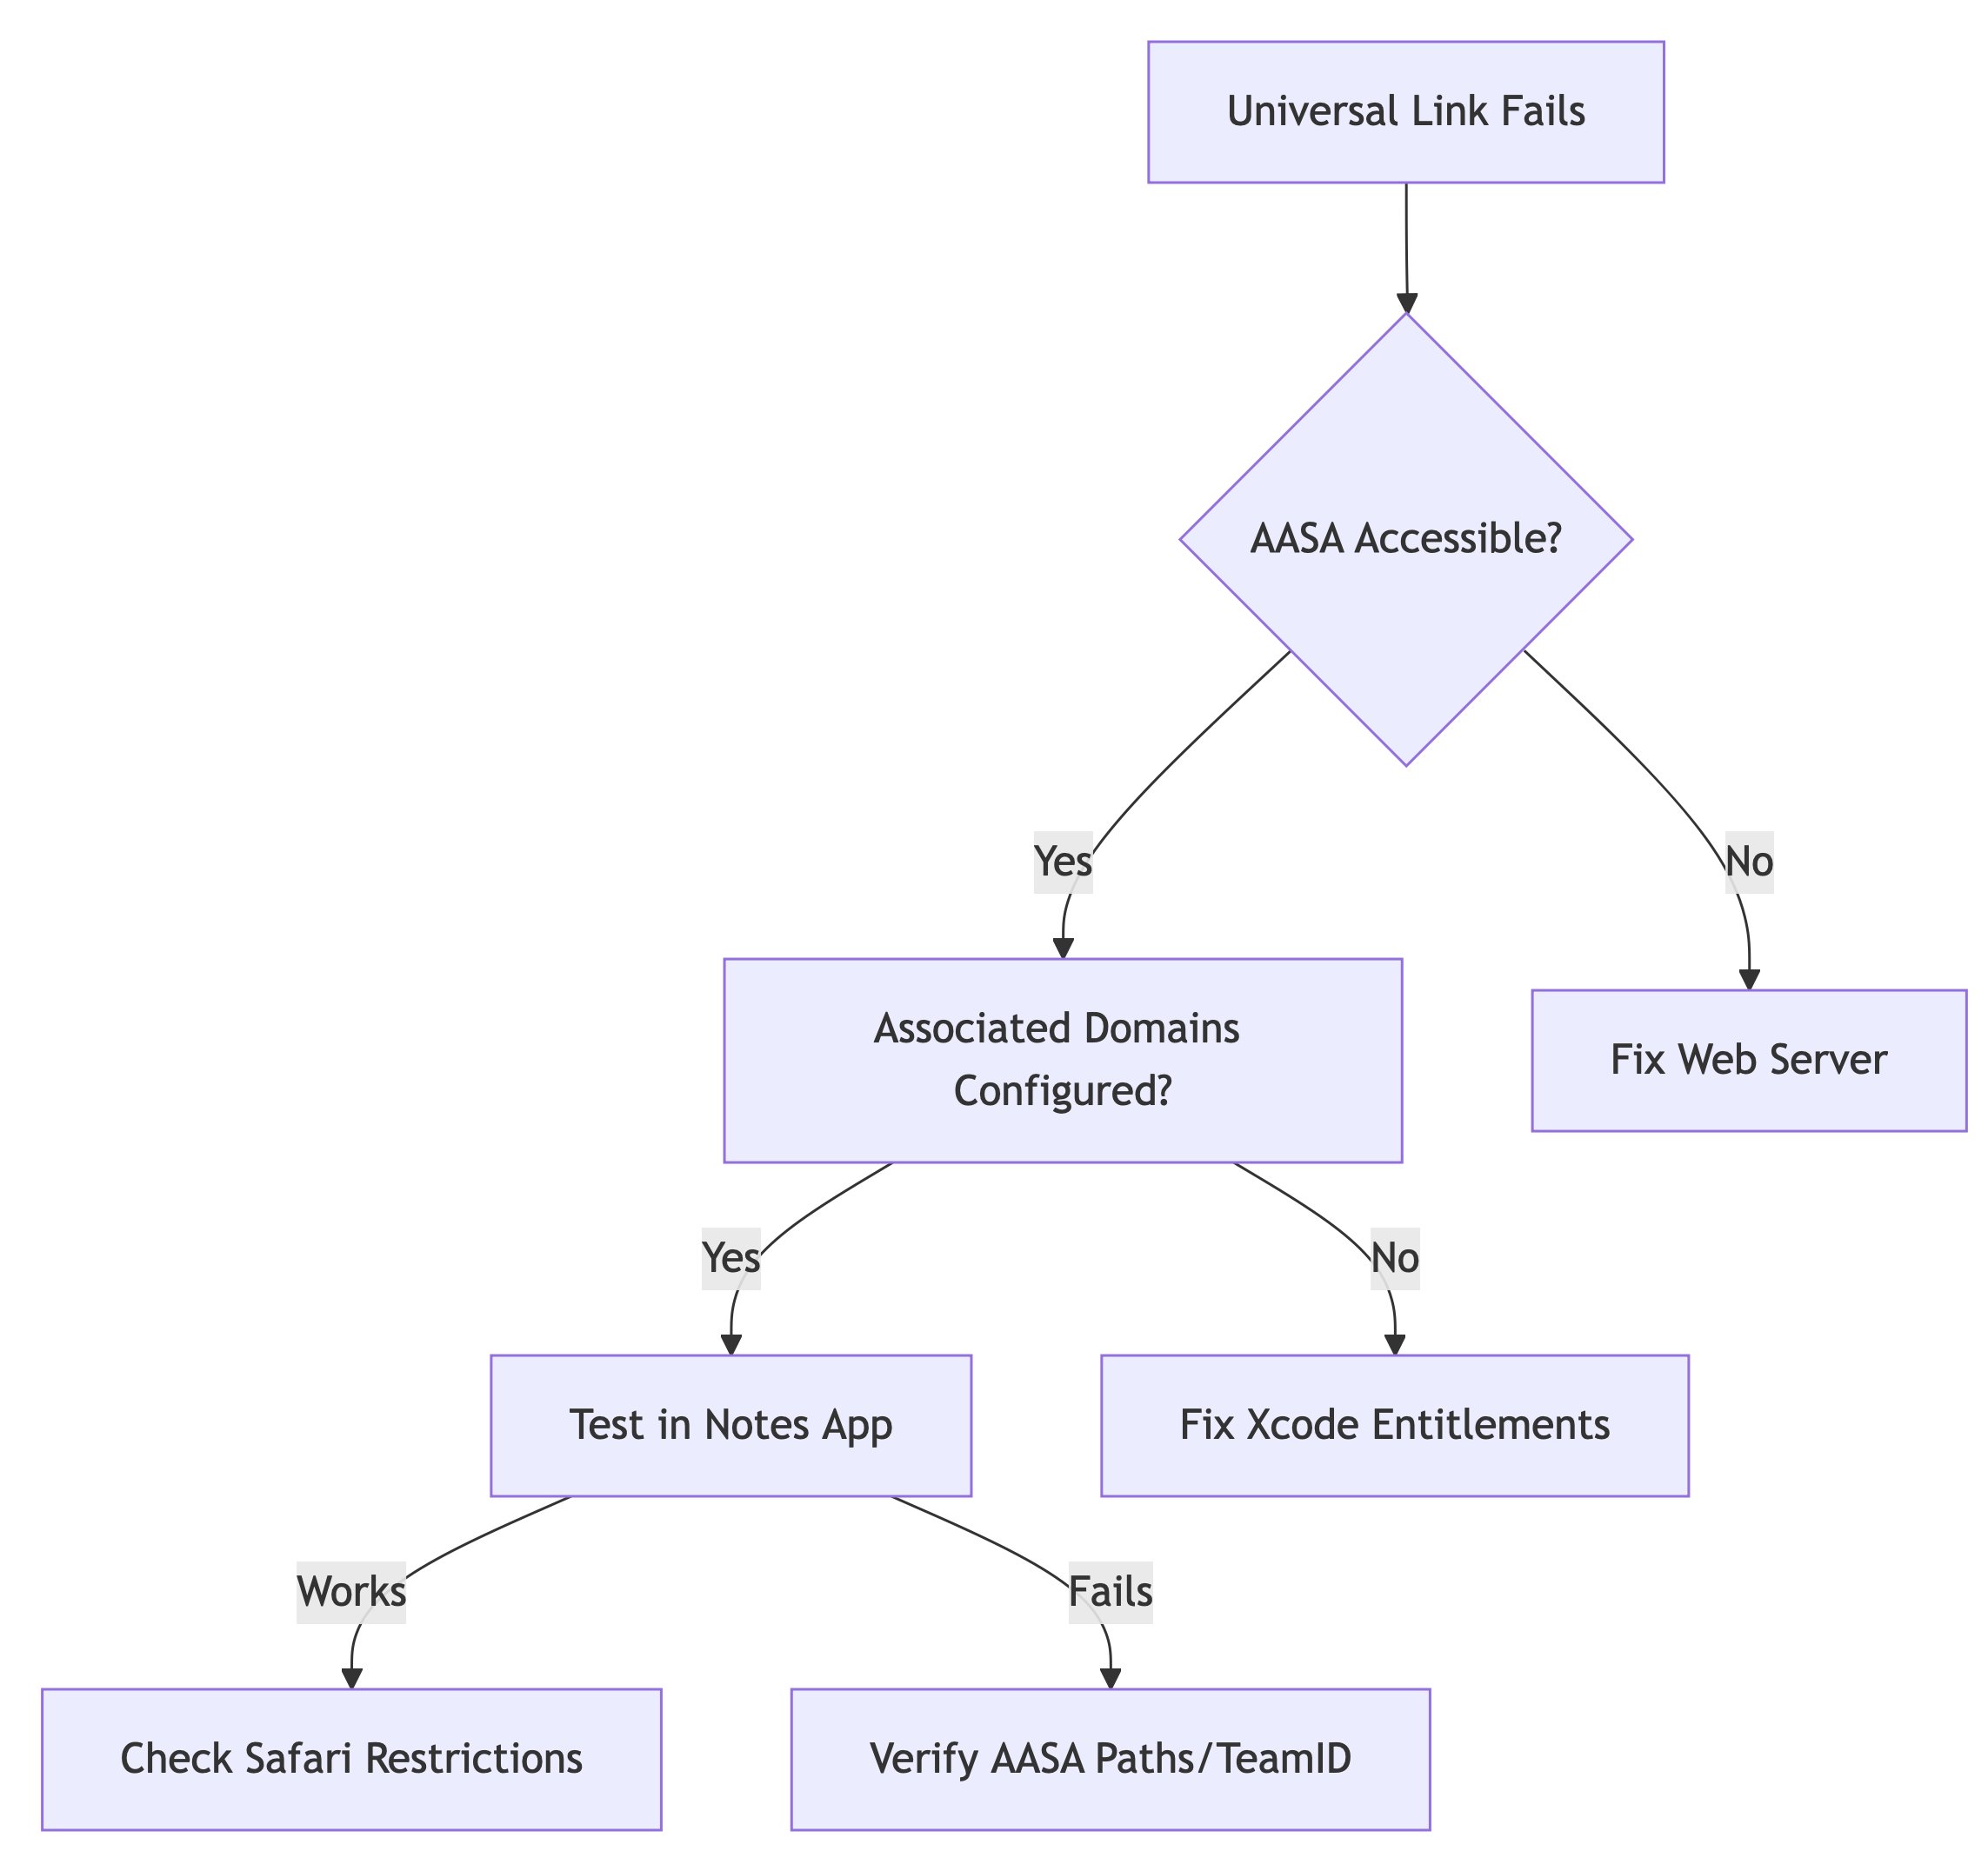 Universal Link Fails
AASA Accessible?
Yes
No
Associated Domains
Configured?
Fix Web Server
Yes
No
Test in Notes App
Fix Xcode Entitlements
Works
Fails
Check Safari Restrictions
Verify AASA Paths/TeamID